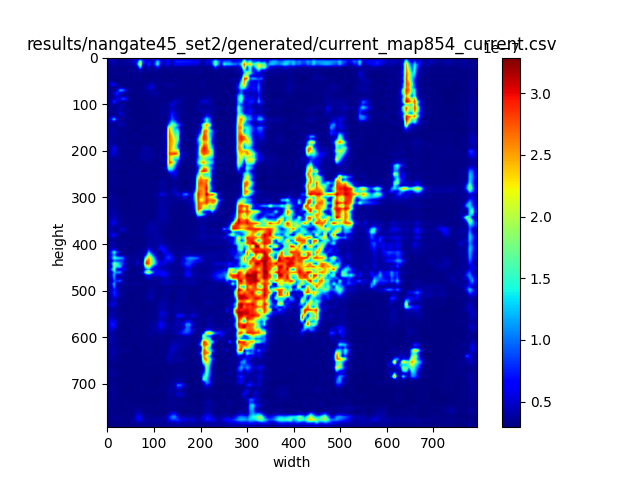 results/nangate45_set2/generated/current_map854_current.csv
1e−7
0
100
200
300
400
500
600
700
height
0 100 200 300 400 500 600 700
width
3.0
2.5
2.0
1.5
1.0
0.5